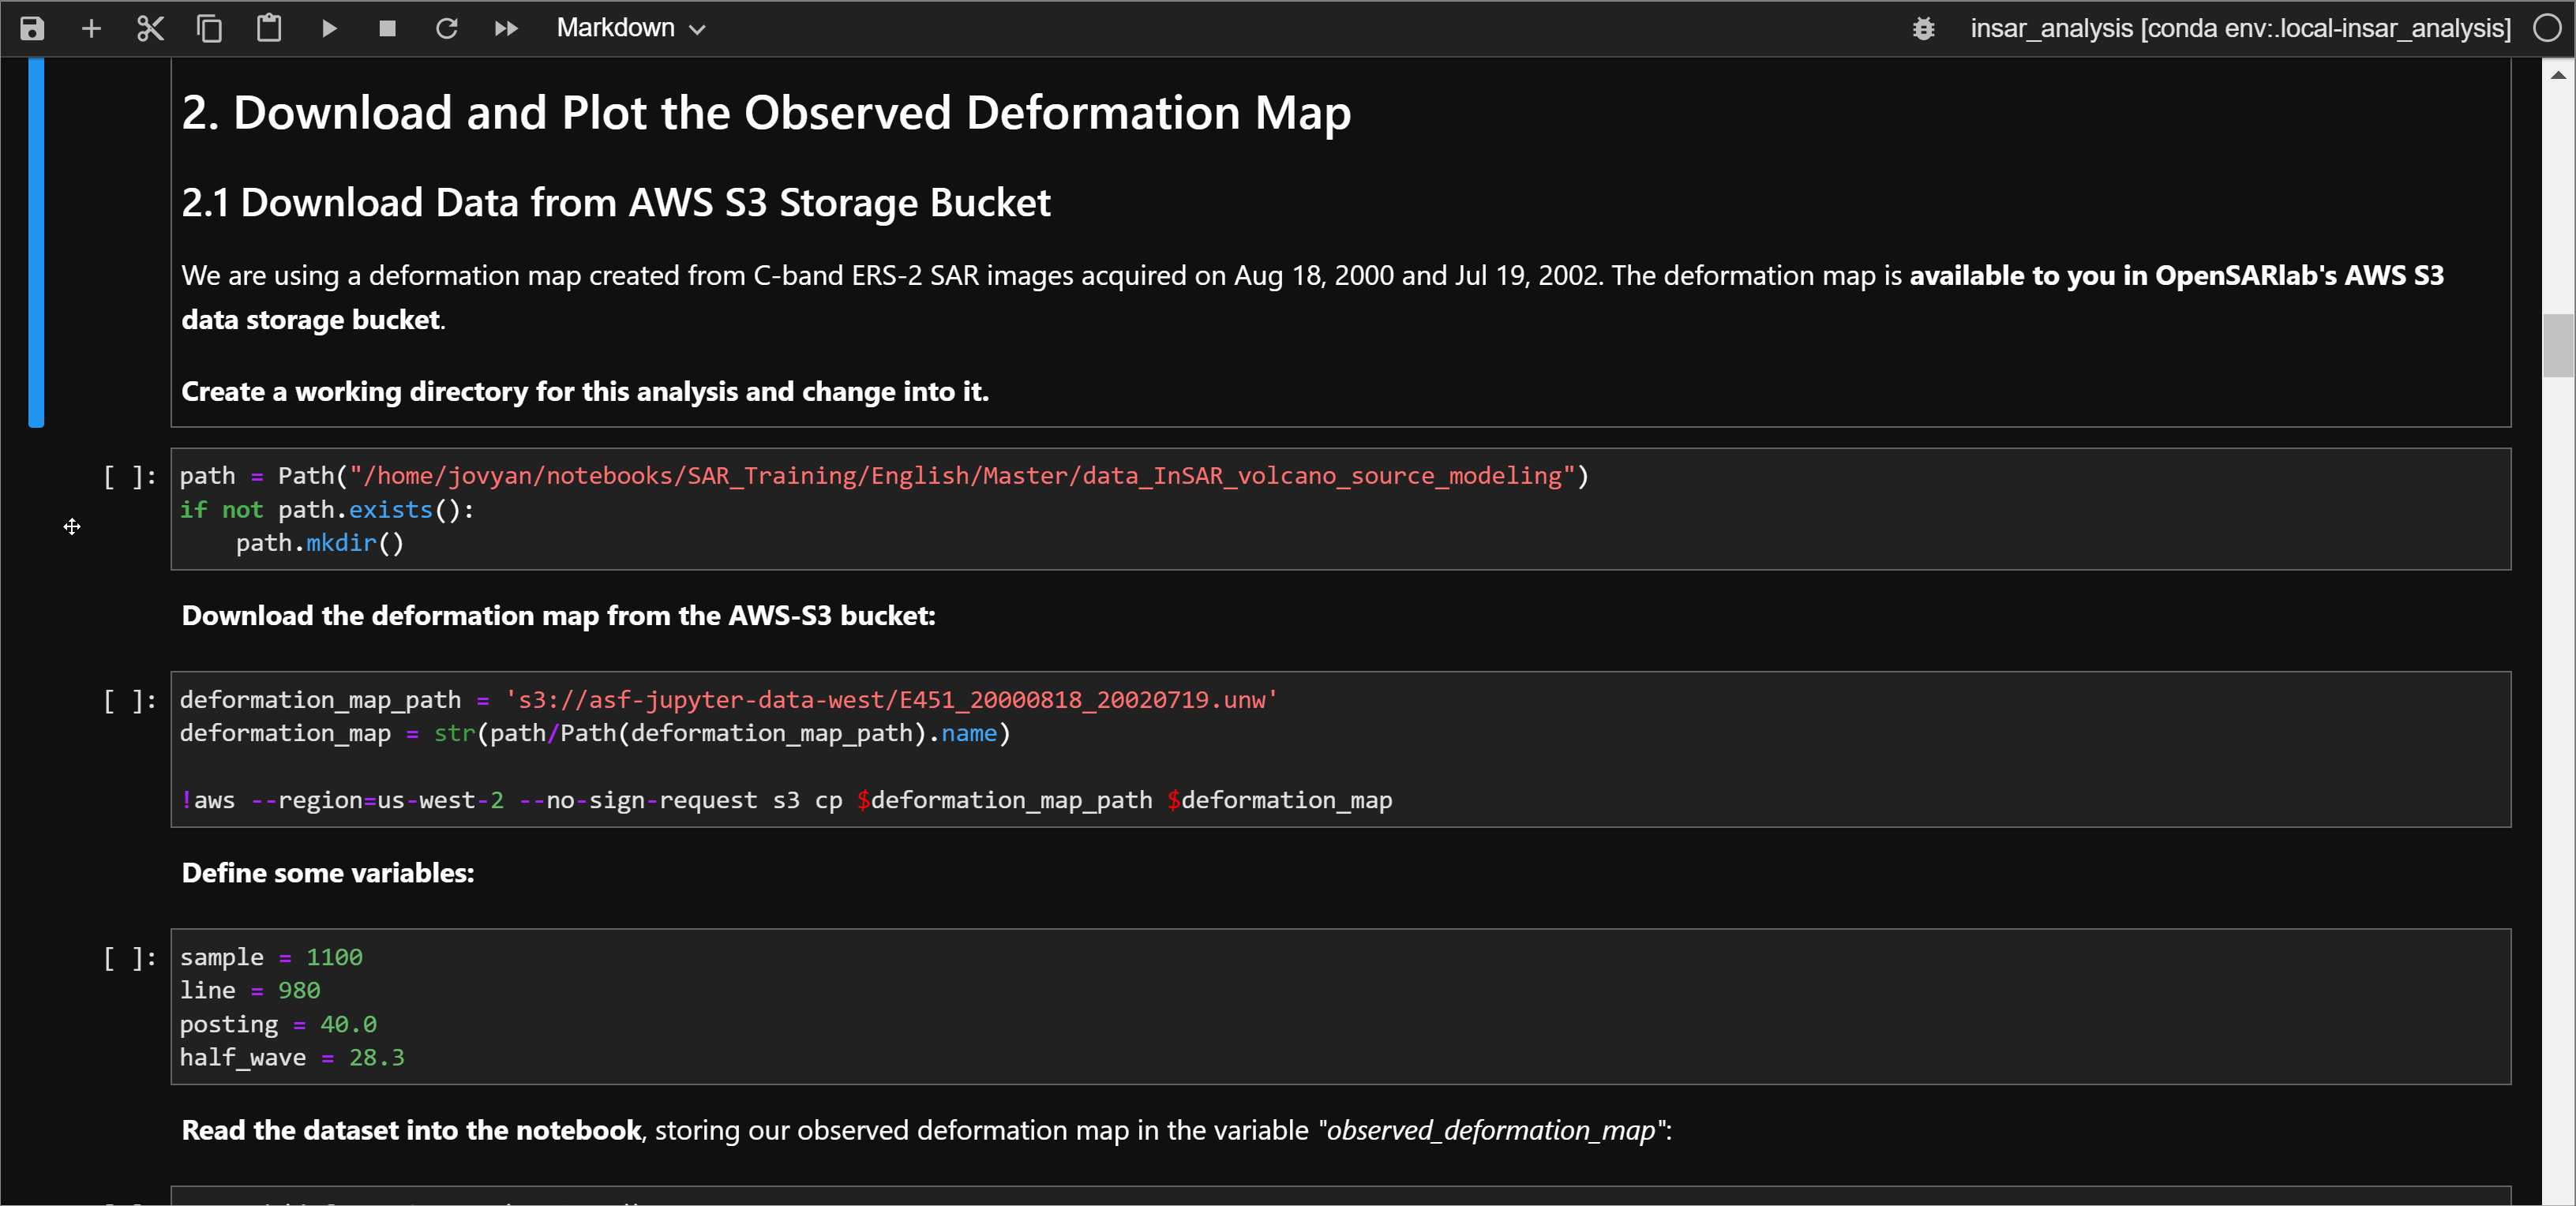 Markdown
insar_analysis [conda env:.local-insar_analysis]
2. Download and Plot the Observed Deformation Map
2.1 Download Data from AWS S3 Storage Bucket
We are using a deformation map created from C-band ERS-2 SAR images acquired on Aug 18, 2000 and Jul 19, 2002. The deformation map is available to you in OpenSARlab's AWS S3
data storage bucket.
Create a working directory for this analysis and change into it.
[ ]: path = Path("/home/jovyan/notebooks/SAR_Training/English/Master/data_InSAR_volcano_source_modeling")
if not path.exists():
    path.mkdir()
Download the deformation map from the AWS-S3 bucket:
[ ]: deformation_map_path = 's3://asf-jupyter-data-west/E451_20000818_20020719.unw'
deformation_map = str(path/Path(deformation_map_path).name)
!aws --region=us-west-2 --no-sign-request s3 cp $deformation_map_path $deformation_map
Define some variables:
[ ]: sample = 1100
line = 980
posting = 40.0
half_wave = 28.3
Read the dataset into the notebook, storing our observed deformation map in the variable "observed_deformation_map":